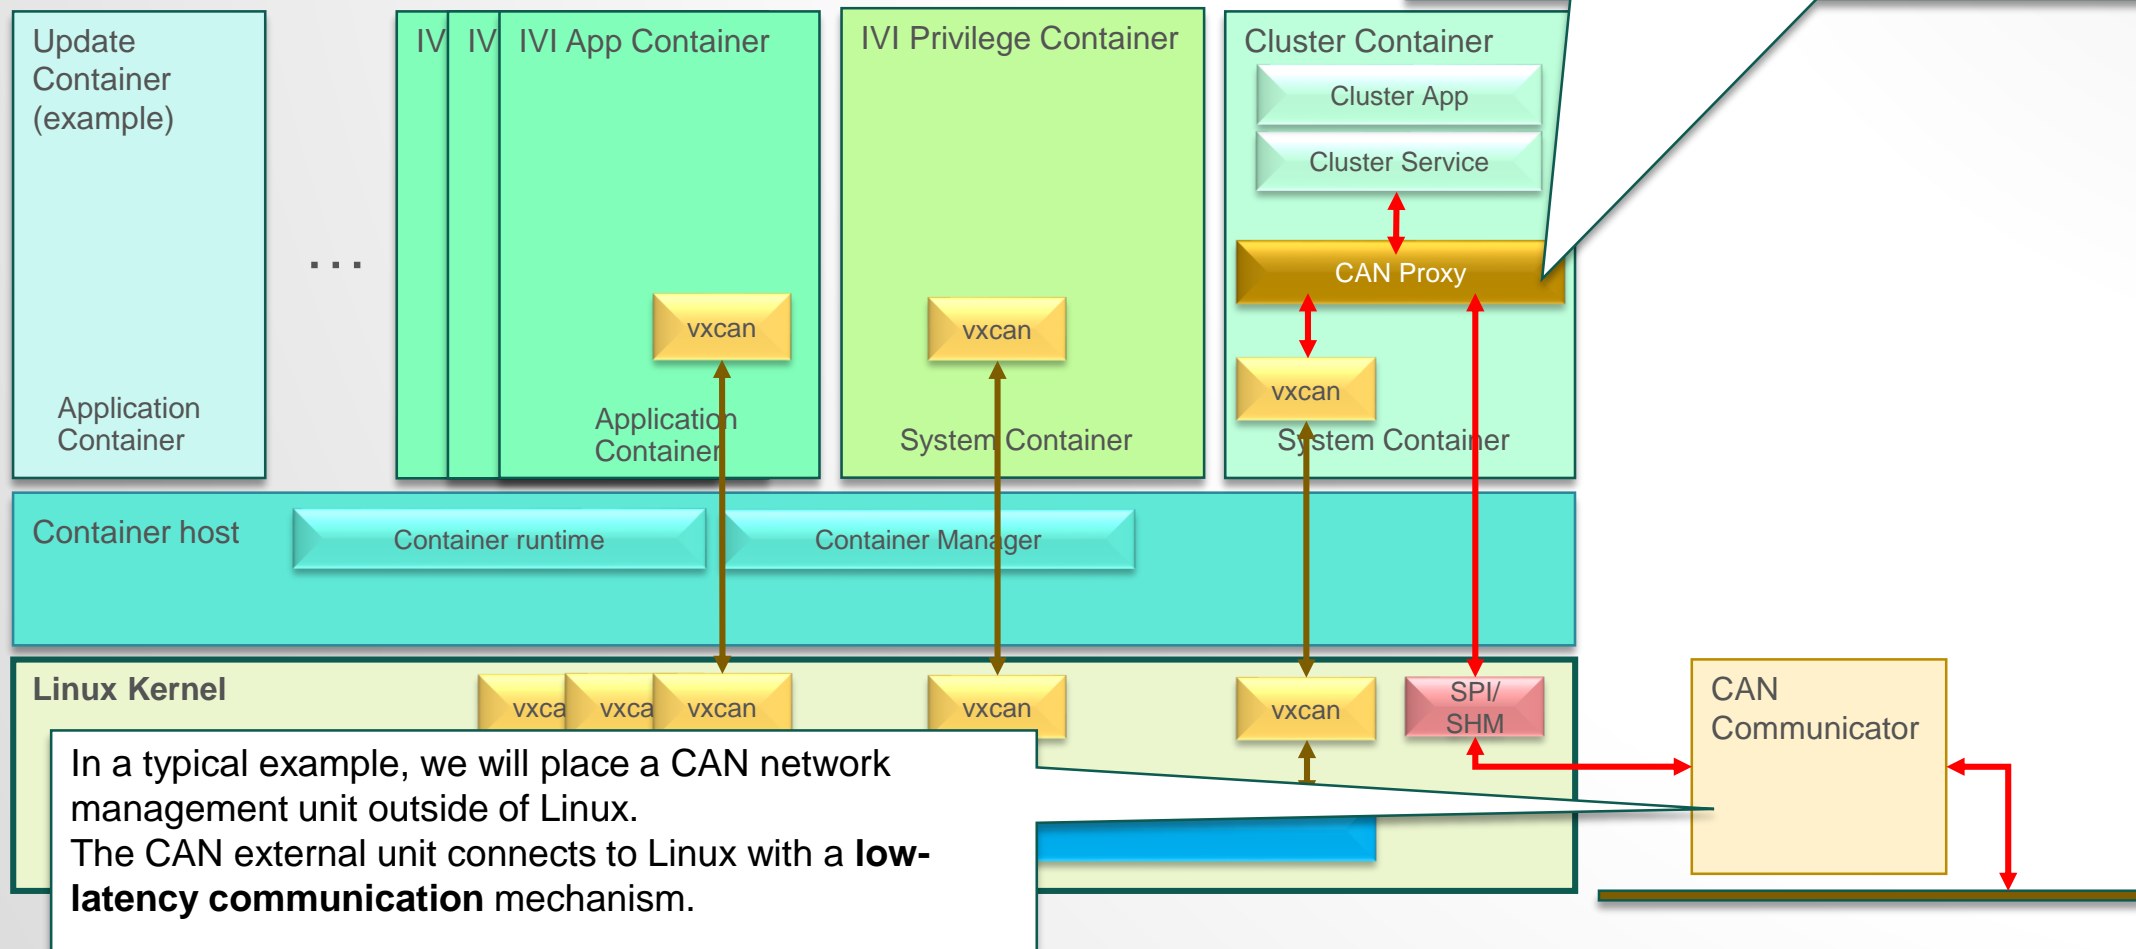 Update
Container
(example)
Application
Container
...
IV
IV
IVI App Container
vxcan
Application
Container
IVI Privilege Container
vxcan
System Container
Cluster Container
Cluster App
Cluster Service
CAN Proxy
vxcan
System Container
Container host
Container runtime
Container Manager
Linux Kernel
vxca
vxca
vxcan
vxcan
vxcan
SPI/
SHM
CAN
Communicator
In a typical example, we will place a CAN network
management unit outside of Linux.
The CAN external unit connects to Linux with a low-
latency communication mechanism.